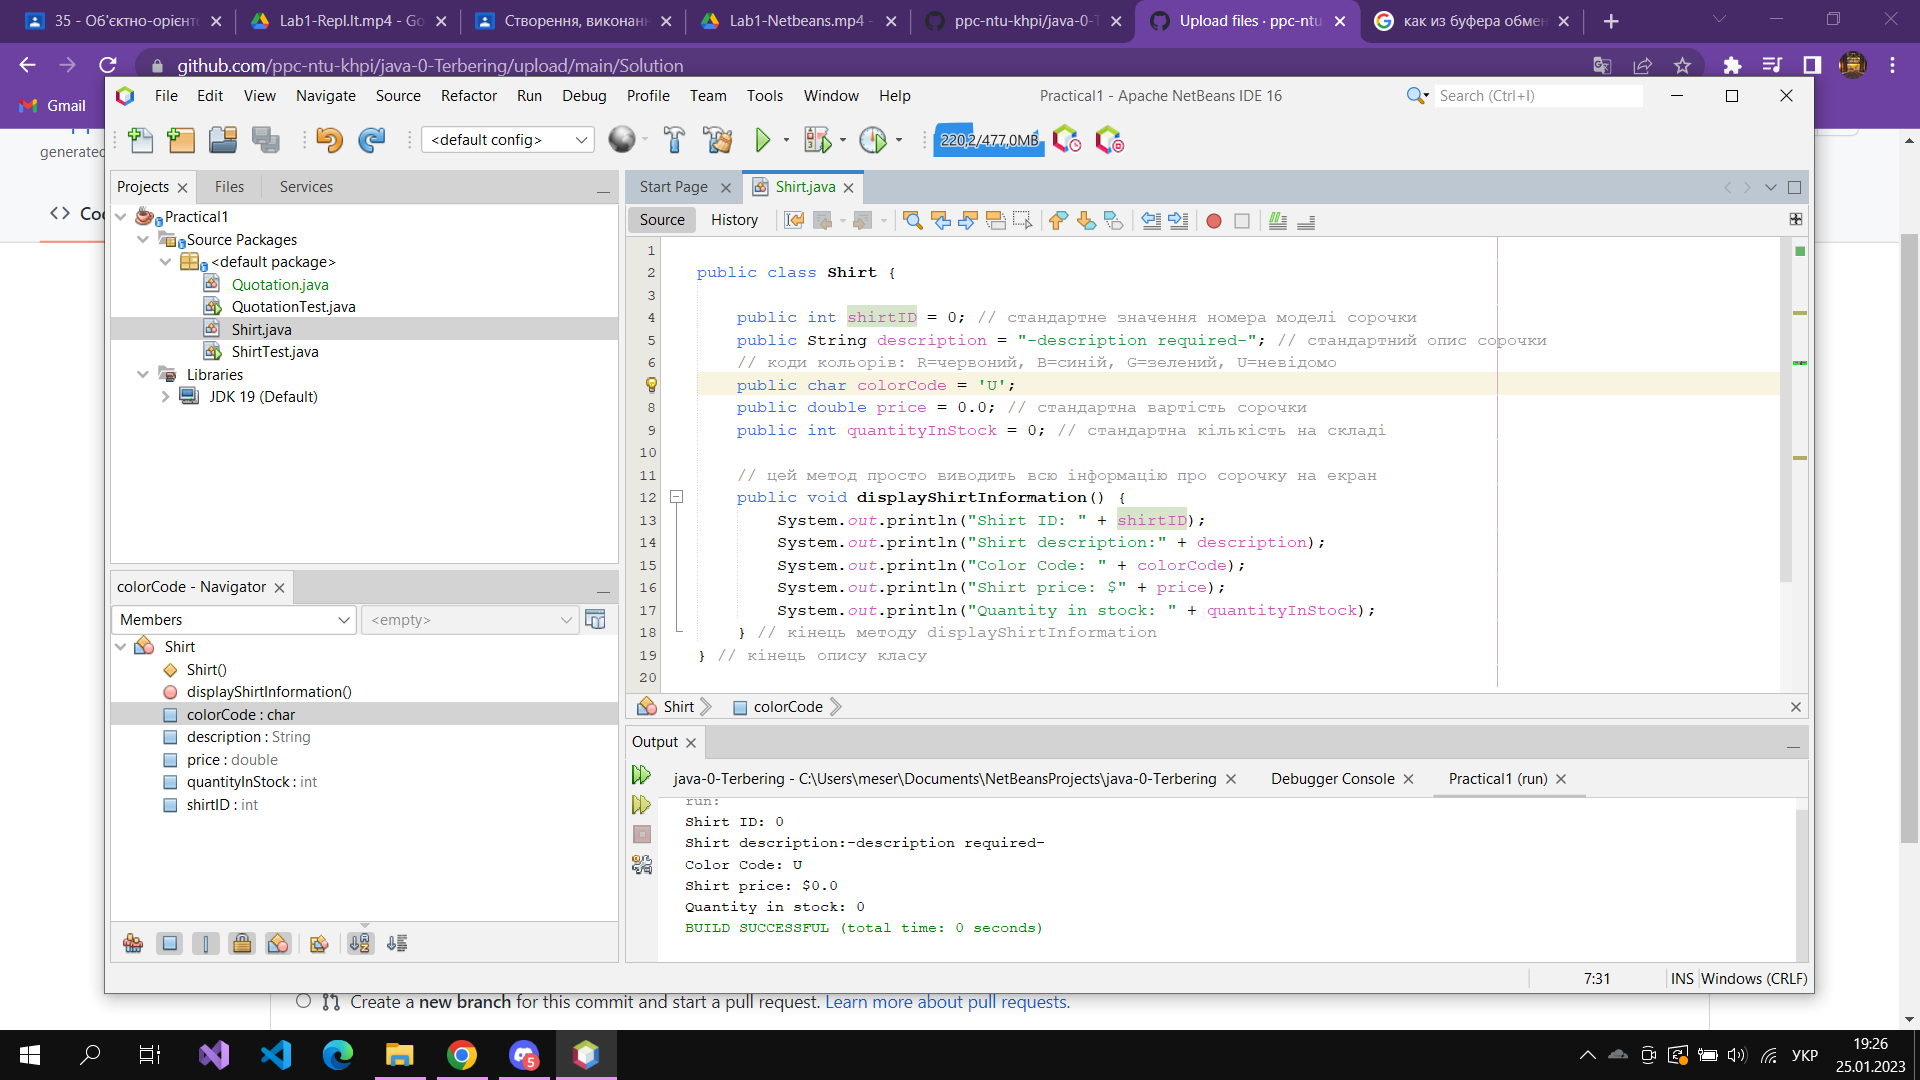 35 - Об'єктно-орієнт
Lab1-Repl.It.mp4 - Go
Створення, виконанн
Lab1-Netbeans.mp4 -
ppc-ntu-khpi/java-0-T
Upload files · ppc-ntu
как из буфера обмен
github.com/ppc-ntu-khpi/java-0-Terbering/upload/main/Solution
Gmail
File Edit View Navigate Source Refactor Run Debug Profile Team Tools Window Help
Practical1 - Apache NetBeans IDE 16
Search (Ctrl+I)
<default config>
220,2/477,0MB
generated
Projects Files Services
Start Page Shirt.java
Source History
Practical1
Source Packages
<default package>
Quotation.java
QuotationTest.java
Shirt.java
ShirtTest.java
Libraries
JDK 19 (Default)
1
2 public class Shirt {
3
4 public int shirtID = 0; // стандартне значення номера моделі сорочки
5 public String description = "-description required-"; // стандартний опис сорочки
6 // коди кольорів: R=червоний, B=синій, G=зелений, U=невідомо
public char colorCode = 'U';
8 public double price = 0.0; // стандартна вартість сорочки
9 public int quantityInStock = 0; // стандартна кількість на складі
10
11 // цей метод просто виводить всю інформацію про сорочку на екран
12 public void displayShirtInformation() {
13 System.out.println("Shirt ID: " + shirtID);
14 System.out.println("Shirt description:" + description);
15 System.out.println("Color Code: " + colorCode);
16 System.out.println("Shirt price: $" + price);
17 System.out.println("Quantity in stock: " + quantityInStock);
18 } // кінець методу displayShirtInformation
19 } // кінець опису класу
20
Shirt colorCode
colorCode - Navigator
Members <empty>
Shirt
Shirt()
displayShirtInformation()
colorCode : char
description : String
price : double
quantityInStock : int
shirtID : int
Output
java-0-Terbering - C:\Users\meser\Documents\NetBeansProjects\java-0-Terbering
Debugger Console
Practical1 (run)
run:
Shirt ID: 0
Shirt description:-description required-
Color Code: U
Shirt price: $0.0
Quantity in stock: 0
BUILD SUCCESSFUL (total time: 0 seconds)
7:31 INS Windows (CRLF)
Create a new branch for this commit and start a pull request. Learn more about pull requests.
5
УКР
19:26
25.01.2023